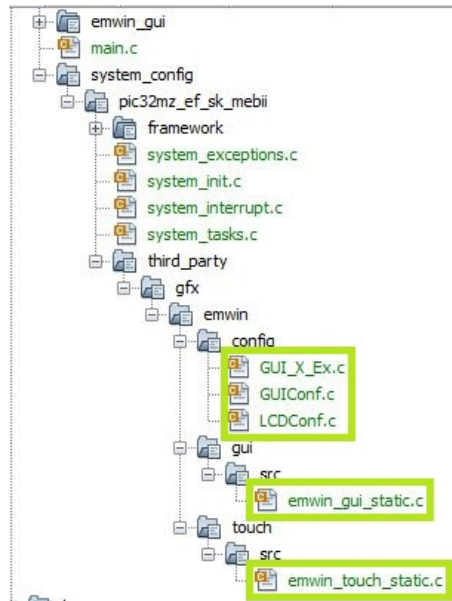 emwin_gui
main.c
system_config
pic32mz_ef_sk_mebii
framework
system_exceptions.c
system_init.c
system_interrupt.c
system_tasks.c
third_party
gfx
emwin
config
GUI_X_Ex.c
GUIConf.c
LCDConf.c
gui
src
emwin_gui_static.c
touch
src
emwin_touch_static.c